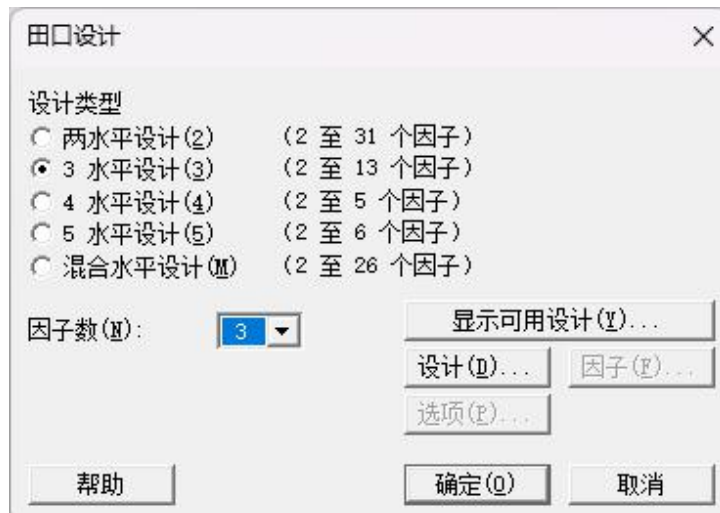 田口设计
设计类型
两水平设计(2) (2 至 31 个因子)
3 水平设计(3) (2 至 13 个因子)
4 水平设计(4) (2 至 5 个因子)
5 水平设计(5) (2 至 6 个因子)
混合水平设计(M) (2 至 26 个因子)
因子数(N): 3 显示可用设计(Y)...
设计(D)... 因子(F)...
选项(P)...
帮助 确定(O) 取消